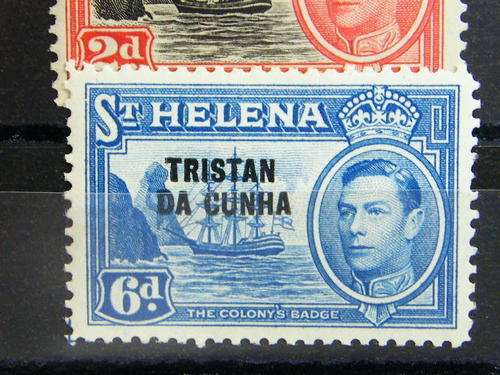 2d
ST HELENA
TRISTAN
DA CUNHA
6d
THE COLONY'S BADGE.